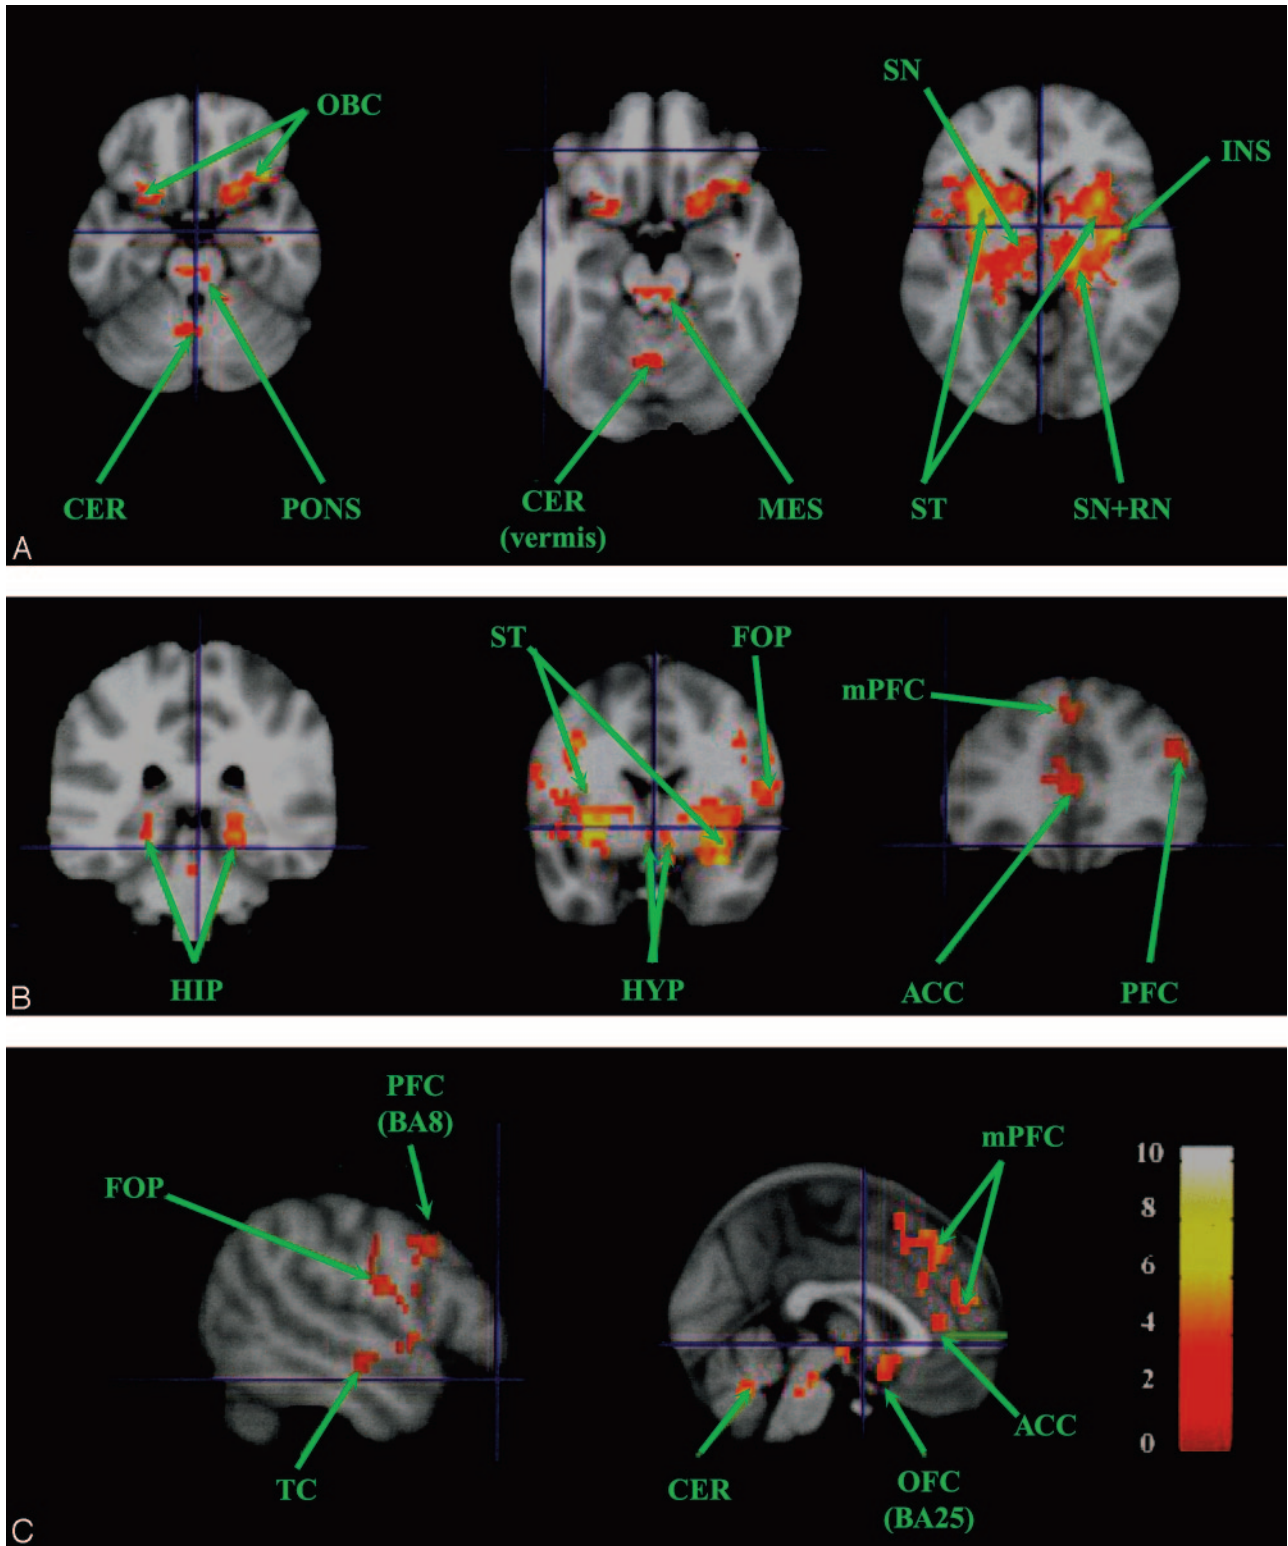 OBC
SN
INS
CER
PONS
CER
(vermis)
MES
ST
SN+RN
A
ST
FOP
mPFC
HIP
HYP
ACC
PFC
B
PFC
(BA8)
FOP
mPFC
10
8
6
4
2
0
TC
CER
OFC
(BA25)
ACC
C